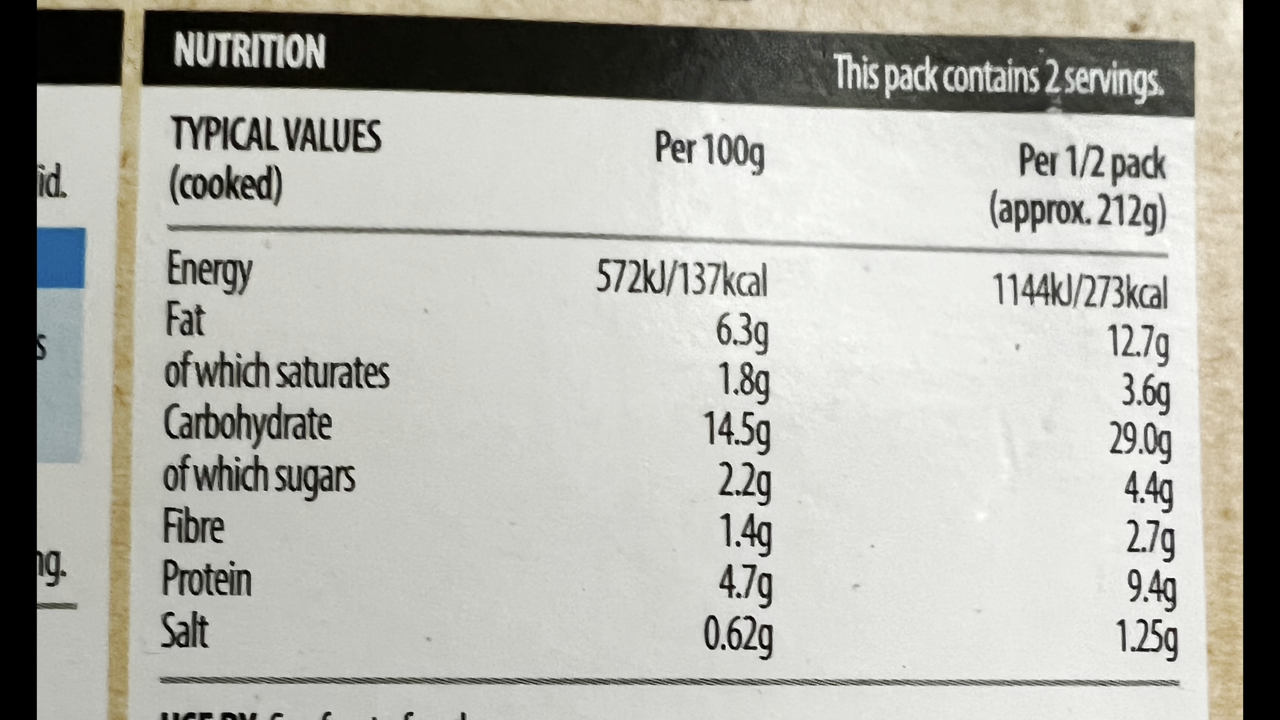 NUTRITION
This pack contains 2 servings.
TYPICAL VALUES Per 100g Per 1/2 pack
(cooked) (approx. 212g)
Energy 572kJ/137kcal 1144kJ/273kcal
Fat 6.3g 12.7g
of which saturates 1.8g 3.6g
Carbohydrate 14.5g 29.0g
of which sugars 2.2g 4.4g
Fibre 1.4g 2.7g
Protein 4.7g 9.4g
Salt 0.62g 1.25g
id.
s
ng.